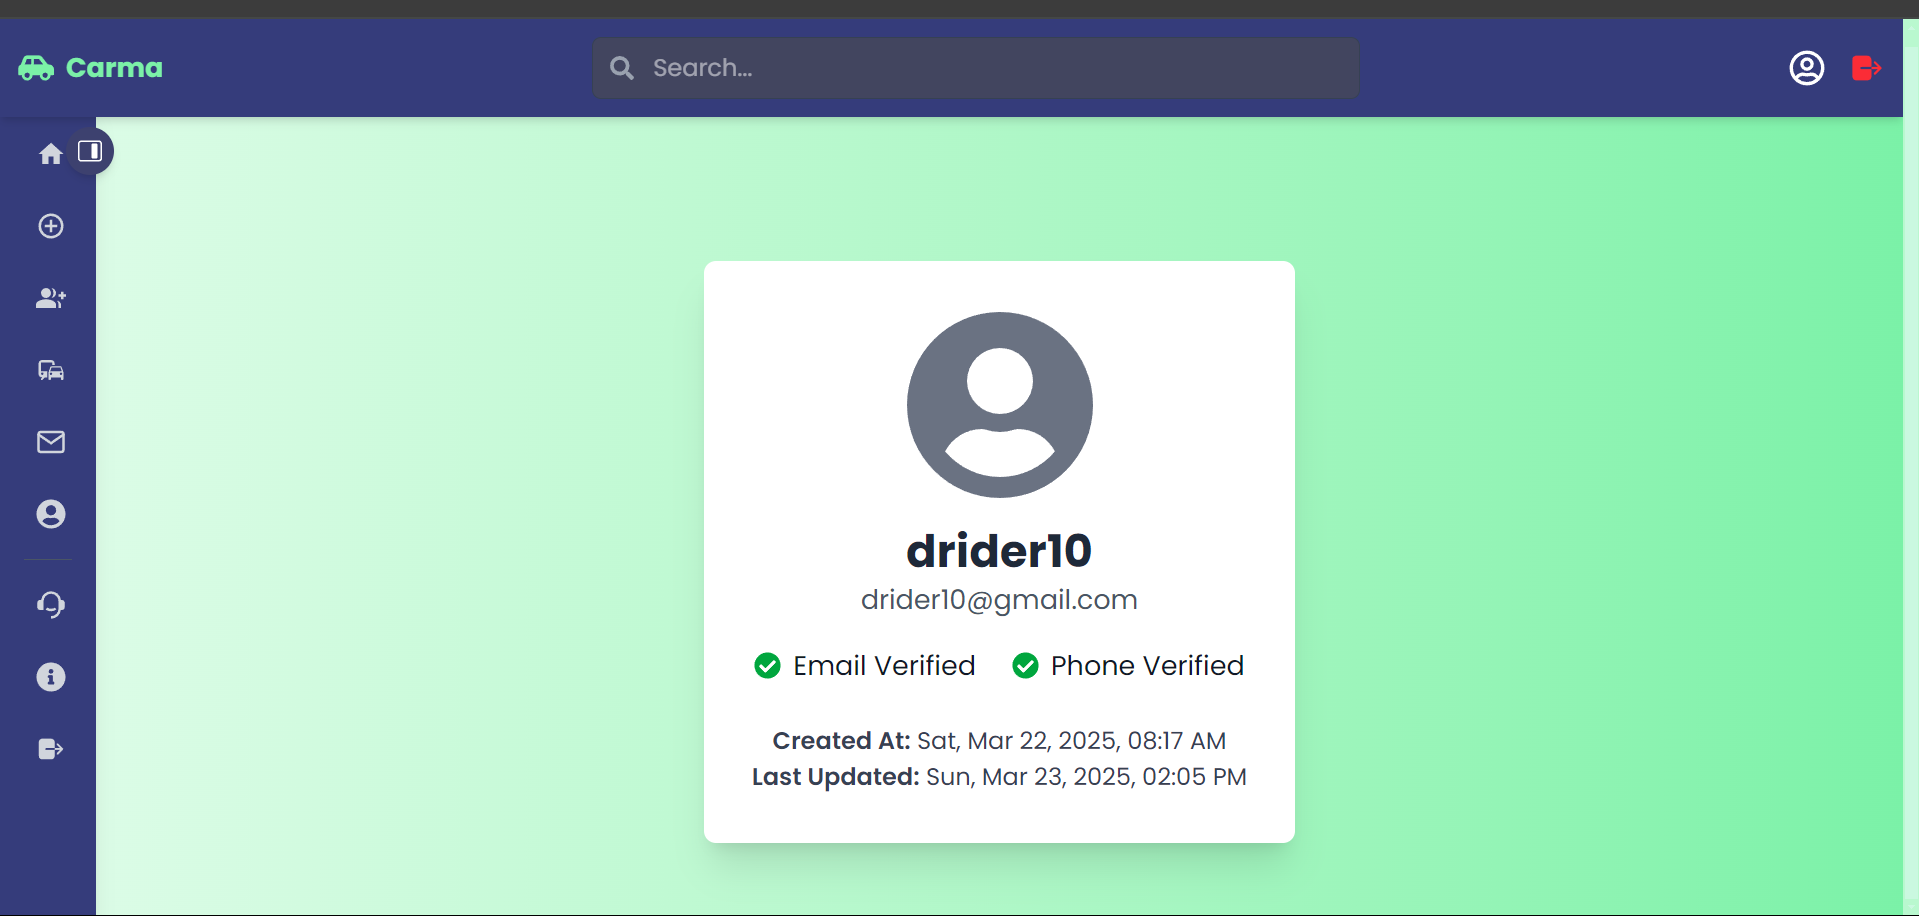 Carma
Search...
drider10
drider10@gmail.com
Email Verified Phone Verified
Created At: Sat, Mar 22, 2025, 08:17 AM
Last Updated: Sun, Mar 23, 2025, 02:05 PM